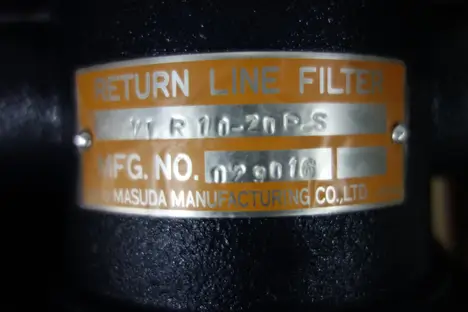 RETURN LINE FILTER
R10-20P-S
MFG. NO. 029016
MASUDA MANUFACTURING CO.,LTD.